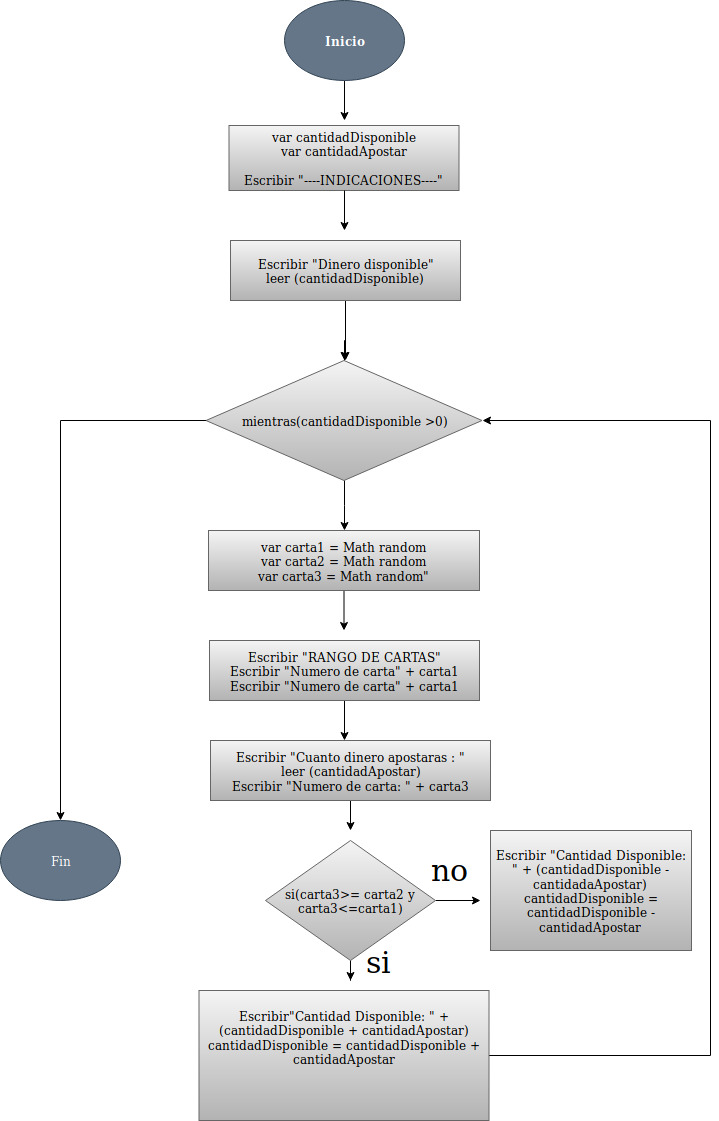 Inicio
var cantidadDisponible
var cantidadApostar
Escribir "----INDICACIONES----"
Escribir "Dinero disponible"
leer (cantidadDisponible)
mientras(cantidadDisponible >0)
var carta1 = Math random
var carta2 = Math random
var carta3 = Math random"
Escribir "RANGO DE CARTAS"
Escribir "Numero de carta" + carta1
Escribir "Numero de carta" + carta1
Escribir "Cuanto dinero apostaras : "
leer (cantidadApostar)
Escribir "Numero de carta: " + carta3
Fin
si(carta3>= carta2 y
carta3<=carta1)
no
Escribir "Cantidad Disponible:
" + (cantidadDisponible -
cantidadaApostar)
cantidadDisponible =
cantidadDisponible -
cantidadApostar
si
Escribir"Cantidad Disponible: " +
(cantidadDisponible + cantidadApostar)
cantidadDisponible = cantidadDisponible +
cantidadApostar